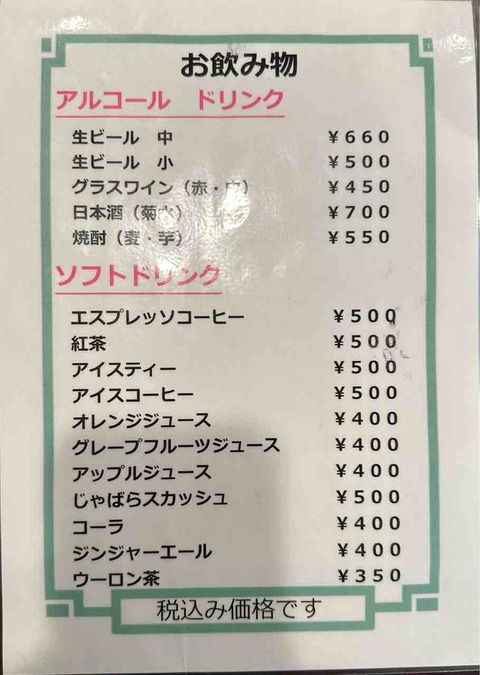 お飲み物
アルコール ドリンク
生ビール 中 ¥660
生ビール 小 ¥500
グラスワイン（赤・白） ¥450
日本酒（菊 ） ¥700
焼酎（麦・芋） ¥550
ソフトドリンク
エスプレッソコーヒー ¥500
紅茶 ¥500
アイスティー ¥500
アイスコーヒー ¥500
オレンジジュース ¥400
グレープフルーツジュース ¥400
アップルジュース ¥400
じゃばらスカッシュ ¥500
コーラ ¥400
ジンジャーエール ¥400
ウーロン茶 ¥350
税込み価格です